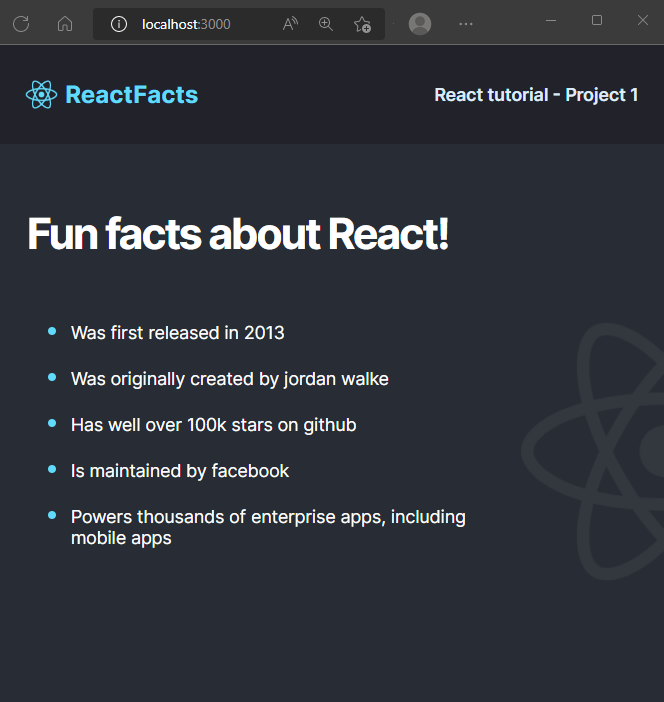 localhost:3000
ReactFacts
React tutorial - Project 1
Fun facts about React!
Was first released in 2013
Was originally created by jordan walke
Has well over 100k stars on github
Is maintained by facebook
Powers thousands of enterprise apps, including
mobile apps